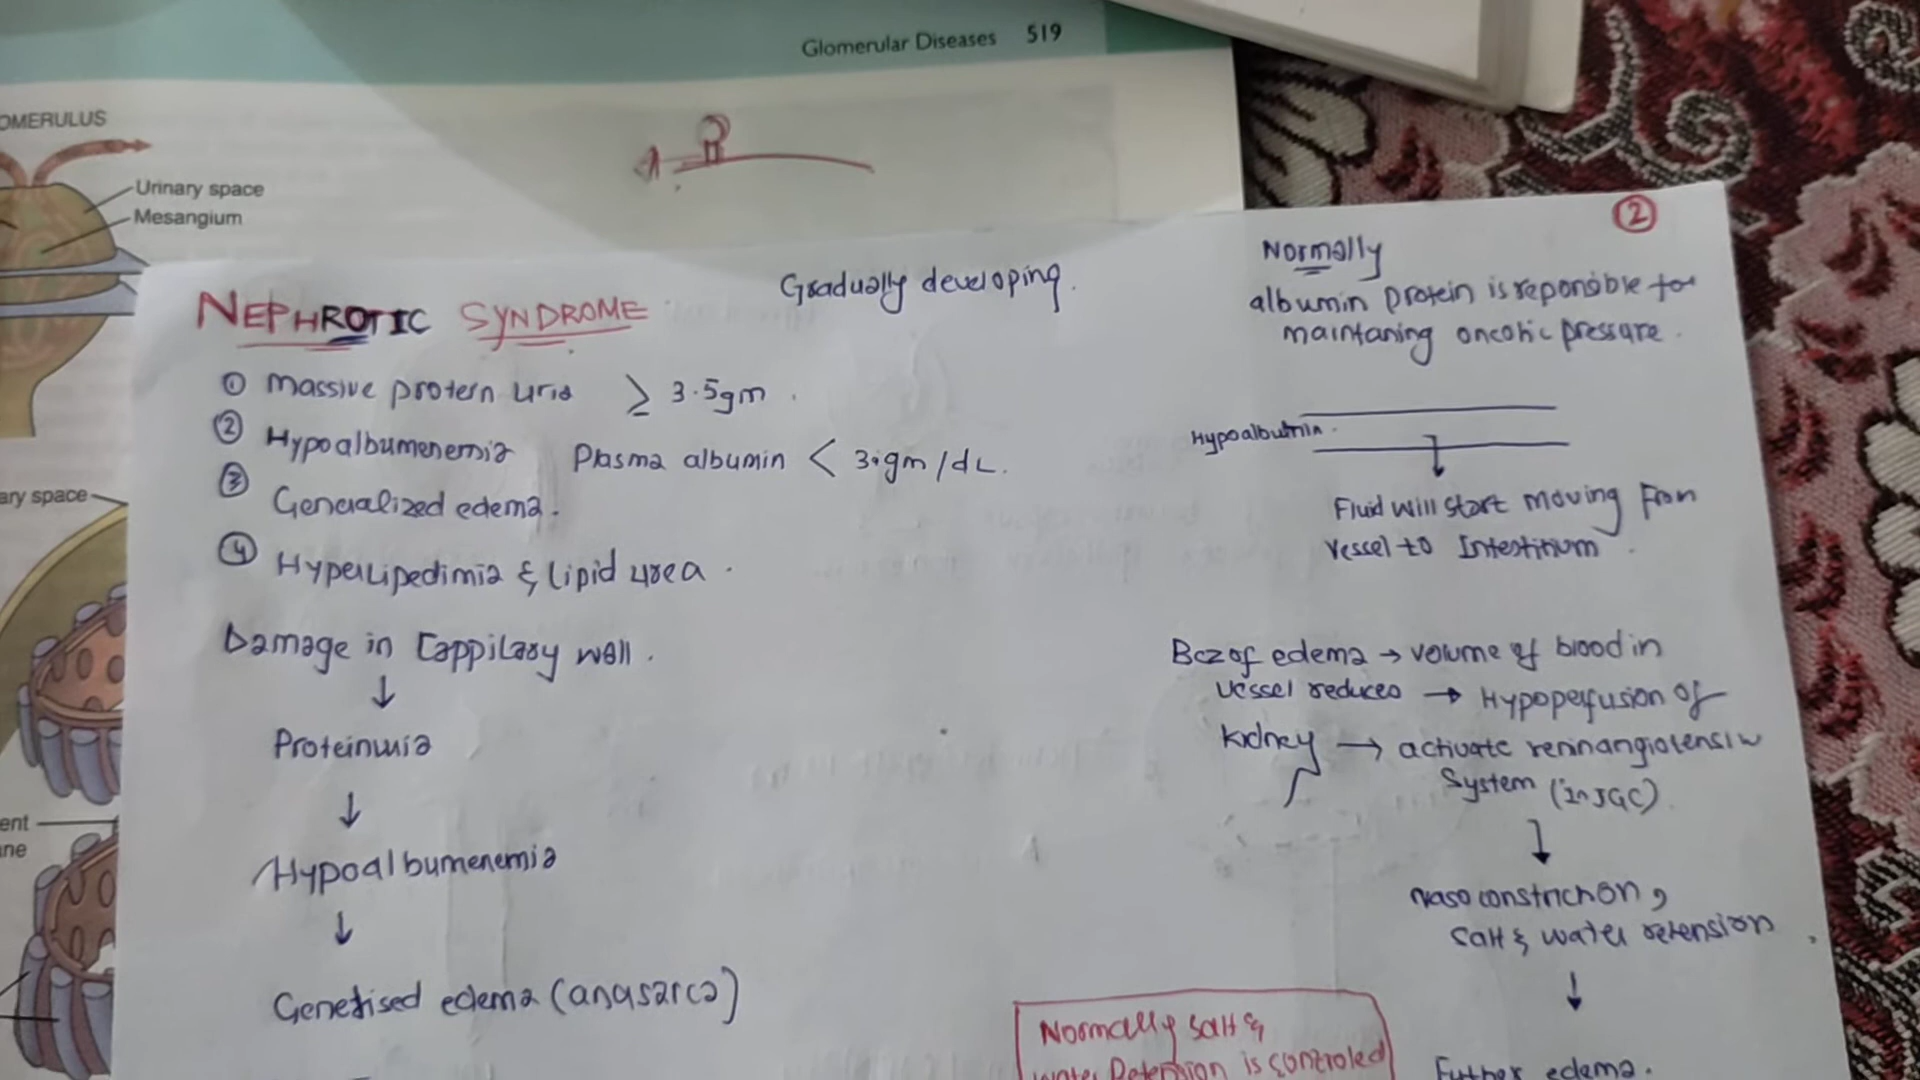 Glomerular Diseases 519
OMERULUS
Urinary space
Mesangium
ary space
ent
ne
2
NEPHROTIC SYNDROME
Gradually developing.
① Massive protein uria ≥ 3.5gm.
② Hypoalbumenemia Plasma albumin < 3.gm/dL.
③ Generalized edema.
④ Hyperlipedimia & lipid urea.
Damage in Cappilary wall.
↓
Proteinuria
↓
Hypoalbumenemia
↓
Generised edema (anasarca)
Normally
albumin protein is reponsible for
maintaning oncotic pressure.
Hypoalbumin.
↓
Fluid will start moving From
vessel to Intestitium.
Bcz of edema → volume of blood in
vessel reduces → Hypoperfusion of
kidney → activate reninangiotensin
System (in JGC).
↓
Vasoconstriction,
Salt & water retension,
↓
Futher edema.
Normally salt &
water Retension is controled